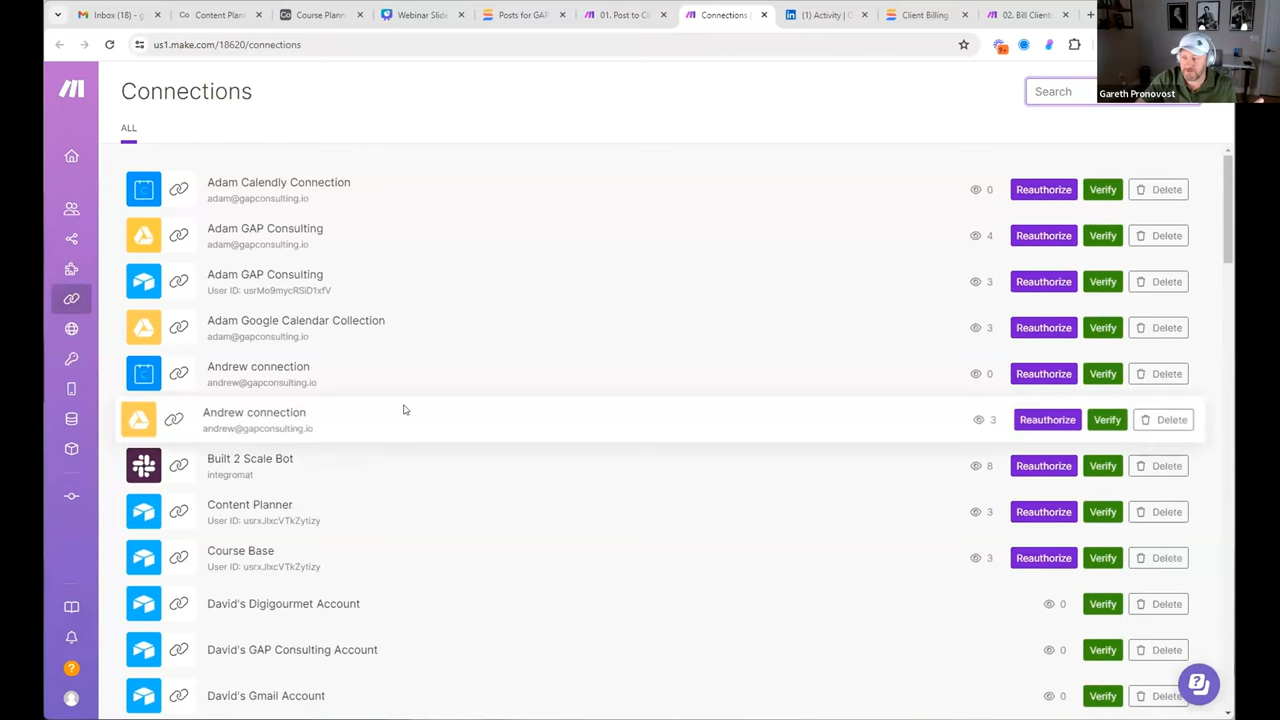 Inbox (18) - g
Content Plan
Course Plann
Webinar Slide
Posts for GAP
01. Post to C
Connections |
(1) Activity | G
Client Billing
02. Bill Client
us1.make.com/18620/connections
Gareth Pronovost
Connections
Search
ALL
Adam Calendly Connection
adam@gapconsulting.io
0 Reauthorize Verify Delete
Adam GAP Consulting
adam@gapconsulting.io
4 Reauthorize Verify Delete
Adam GAP Consulting
User ID: usrMo9mycRSiD1xfV
3 Reauthorize Verify Delete
Adam Google Calendar Collection
adam@gapconsulting.io
3 Reauthorize Verify Delete
Andrew connection
andrew@gapconsulting.io
0 Reauthorize Verify Delete
Andrew connection
andrew@gapconsulting.io
3 Reauthorize Verify Delete
Built 2 Scale Bot
integromat
8 Reauthorize Verify Delete
Content Planner
User ID: usrxJlxcVTkZytizy
3 Reauthorize Verify Delete
Course Base
User ID: usrxJlxcVTkZytizy
3 Reauthorize Verify Delete
David's Digigourmet Account
0 Verify Delete
David's GAP Consulting Account
0 Verify Delete
David's Gmail Account
0 Verify Delete